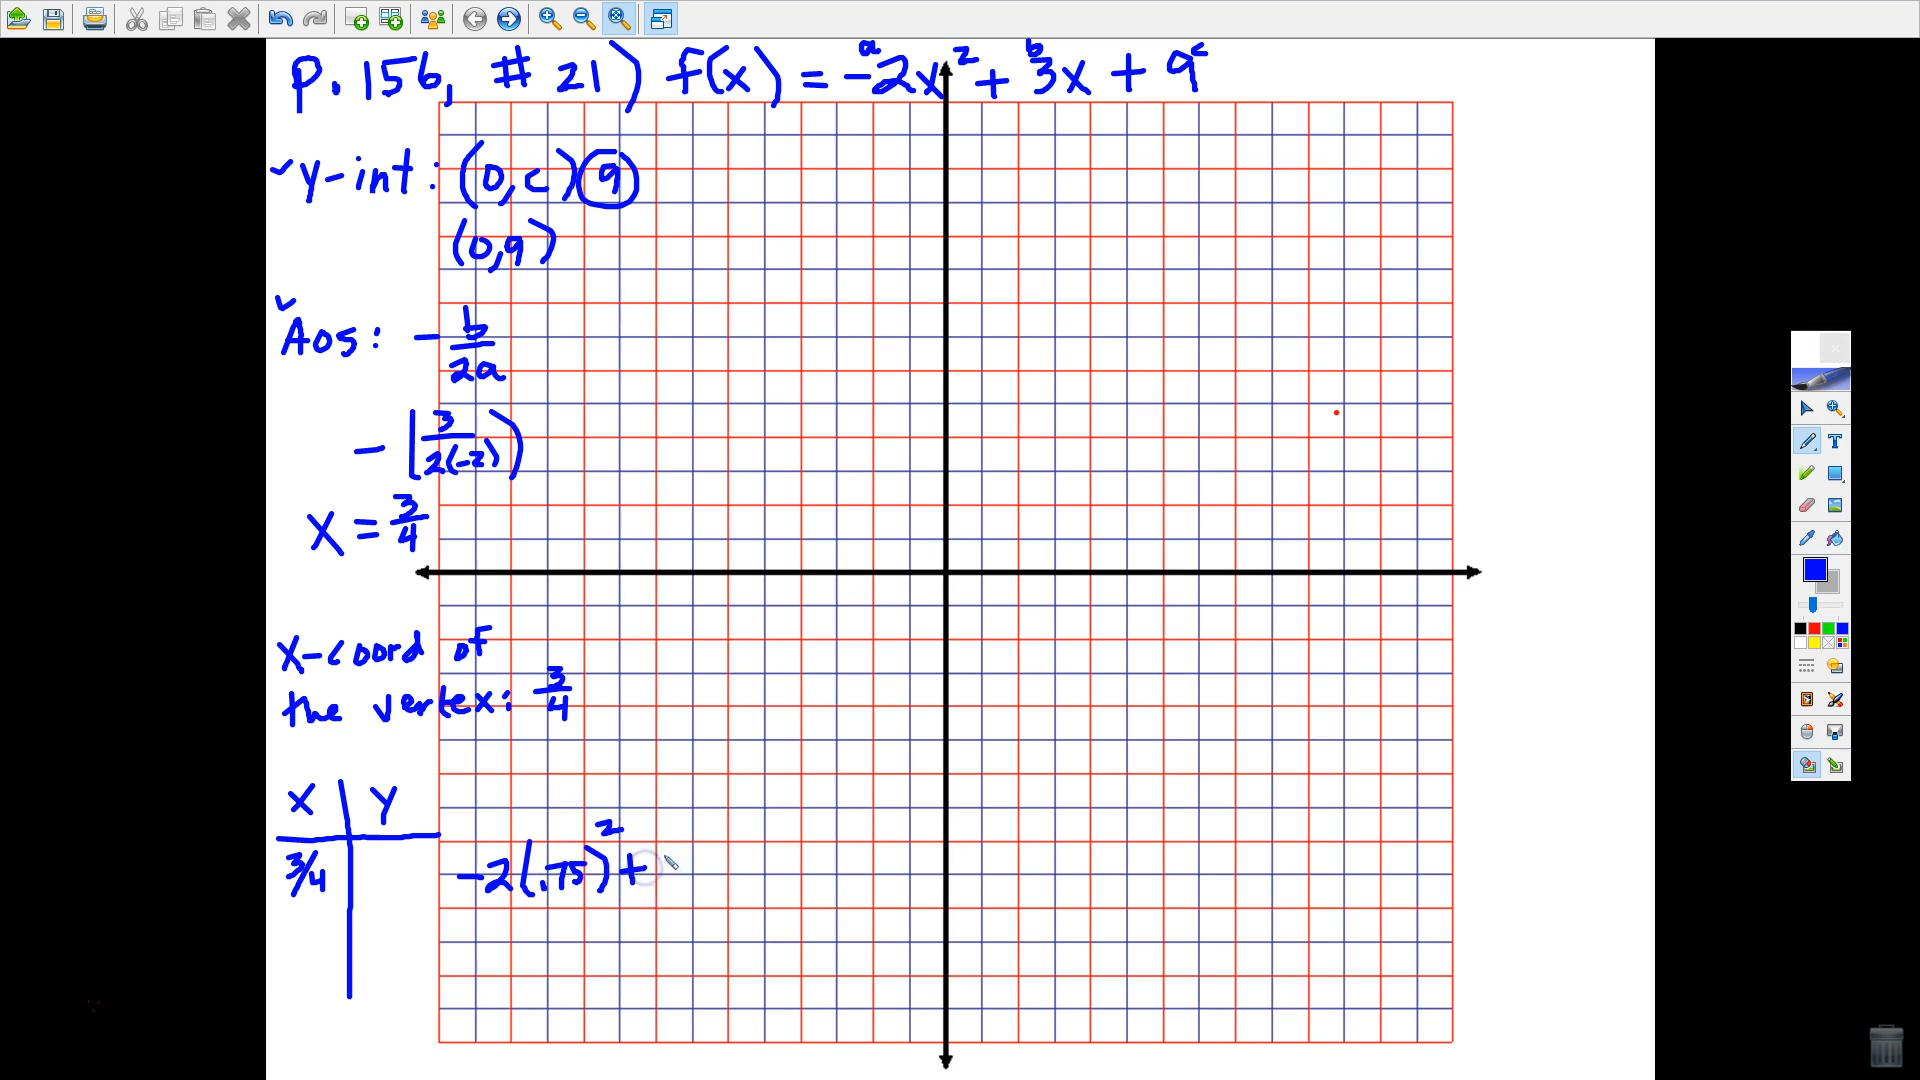 p. 156, # 21) f(x) = -2x² + 3x + 9
a b c
y-int: (0, c) 9
(0, 9)
Aos: - b/2a
- (3/2(-2))
x = 3/4
x-coord of
the vertex: 3/4
x | y
3/4 | -2(.75)² +
T